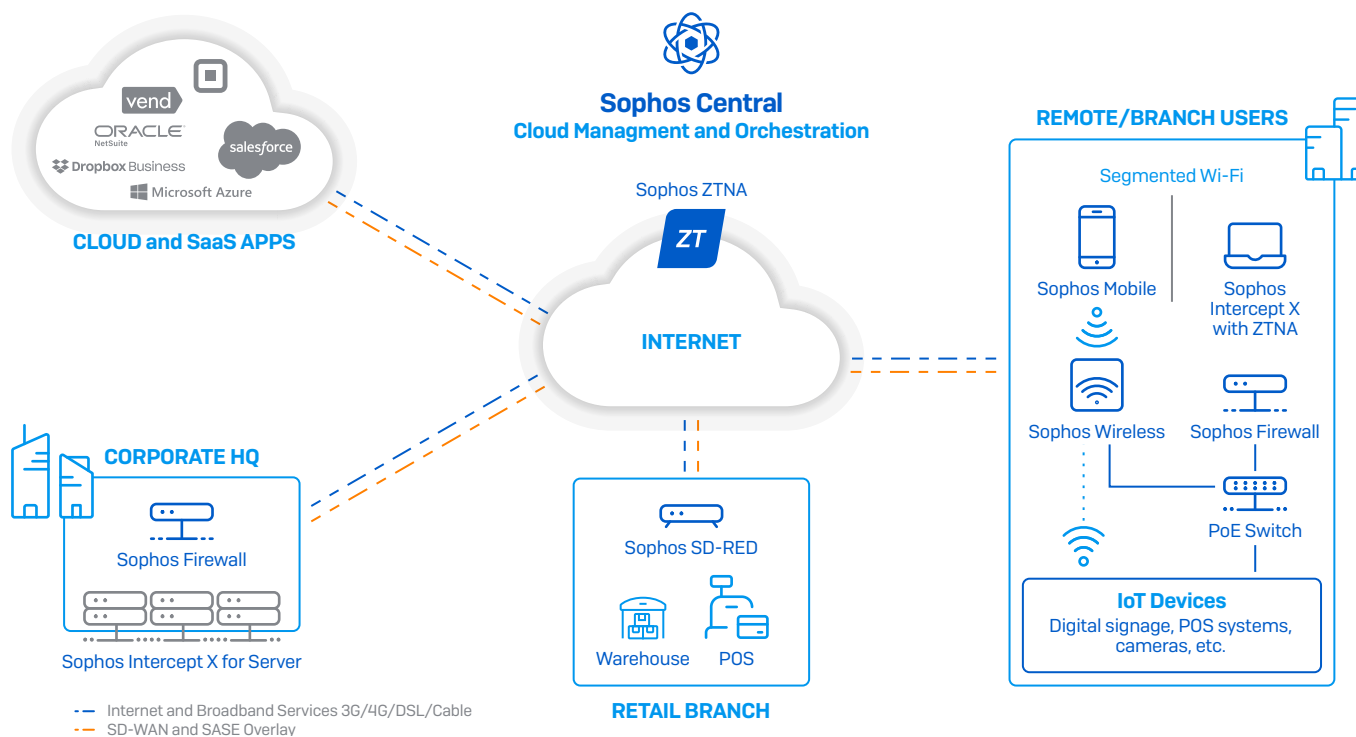 vend
ORACLE
NetSuite
salesforce
Dropbox Business
Microsoft Azure
CLOUD and SaaS APPS
Sophos Central
Cloud Managment and Orchestration
Sophos ZTNA
ZT
INTERNET
REMOTE/BRANCH USERS
Segmented Wi-Fi
Sophos Mobile
Sophos
Intercept X
with ZTNA
Sophos Wireless
Sophos Firewall
PoE Switch
IoT Devices
Digital signage, POS systems,
cameras, etc.
CORPORATE HQ
Sophos Firewall
Sophos Intercept X for Server
Sophos SD-RED
Warehouse
POS
RETAIL BRANCH
Internet and Broadband Services 3G/4G/DSL/Cable
SD-WAN and SASE Overlay